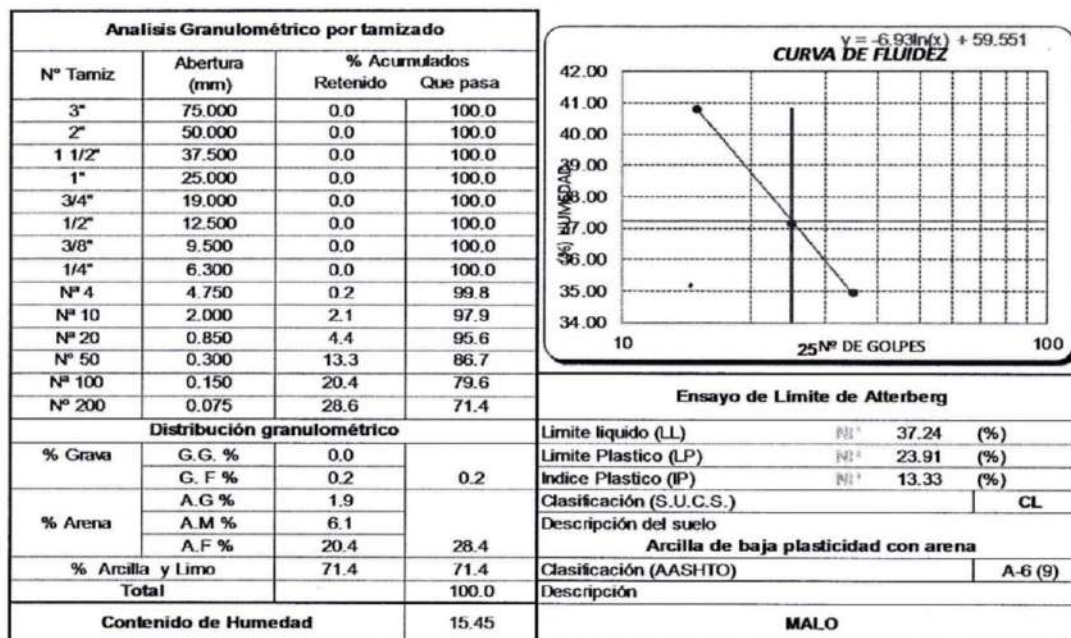 Analisis Granulométrico por tamizado
N° Tamiz Abertura (mm) % Acumulados
Retenido Que pasa
3" 75.000 0.0 100.0
2" 50.000 0.0 100.0
1 1/2" 37.500 0.0 100.0
1" 25.000 0.0 100.0
3/4" 19.000 0.0 100.0
1/2" 12.500 0.0 100.0
3/8" 9.500 0.0 100.0
1/4" 6.300 0.0 100.0
Nª 4 4.750 0.2 99.8
Nª 10 2.000 2.1 97.9
Nª 20 0.850 4.4 95.6
N° 50 0.300 13.3 86.7
Nª 100 0.150 20.4 79.6
N° 200 0.075 28.6 71.4
Distribución granulométrico
% Grava G.G. % 0.0
G. F % 0.2 0.2
% Arena A.G % 1.9
A.M % 6.1
A.F % 20.4 28.4
% Arcilla y Limo 71.4 71.4
Total 100.0
Contenido de Humedad 15.45
y = -6.93ln(x) + 59.551
CURVA DE FLUIDEZ
(%) HUMEDAD
42.00
41.00
40.00
39.00
38.00
37.00
36.00
35.00
34.00
10 25 Nº DE GOLPES 100
Ensayo de Límite de Atterberg
Limite liquido (LL) 37.24 (%)
Limite Plastico (LP) 23.91 (%)
Indice Plastico (IP) 13.33 (%)
Clasificación (S.U.C.S.) CL
Descripción del suelo
Arcilla de baja plasticidad con arena
Clasificación (AASHTO) A-6 (9)
Descripción
MALO